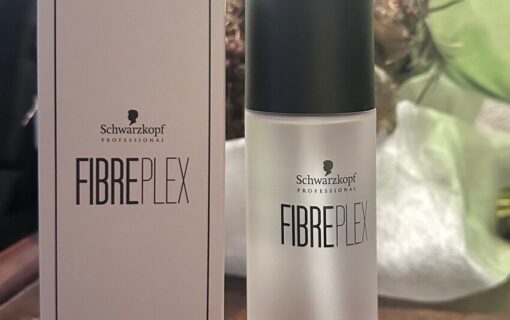 Schwarzkopf
PROFESSIONAL
FIBREPLEX
Schwarzkopf
PROFESSIONAL
FIBREPLEX